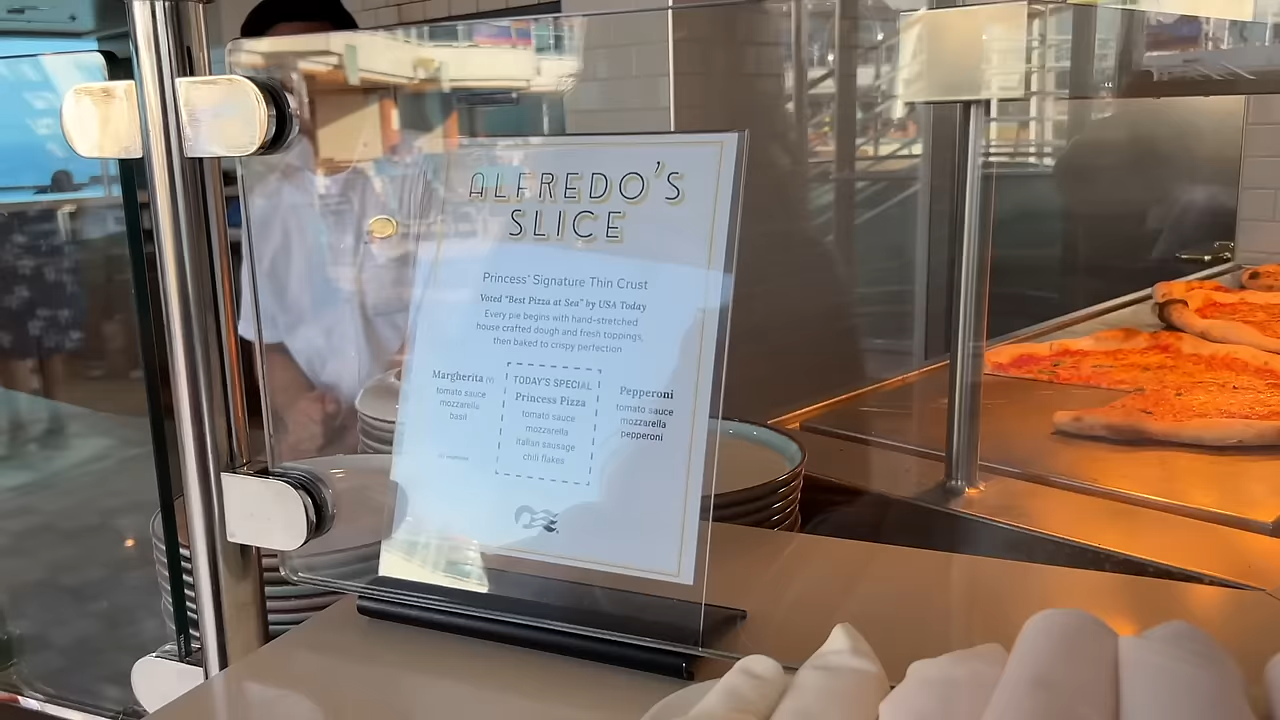 ALFREDO'S
SLICE
Princess' Signature Thin Crust
Voted "Best Pizza at Sea" by USA Today
Every pie begins with hand-stretched
house crafted dough and fresh toppings,
then baked to crispy perfection
Margherita (V)
tomato sauce
mozzarella
basil
TODAY'S SPECIAL
Princess Pizza
tomato sauce
mozzarella
italian sausage
chili flakes
Pepperoni
tomato sauce
mozzarella
pepperoni